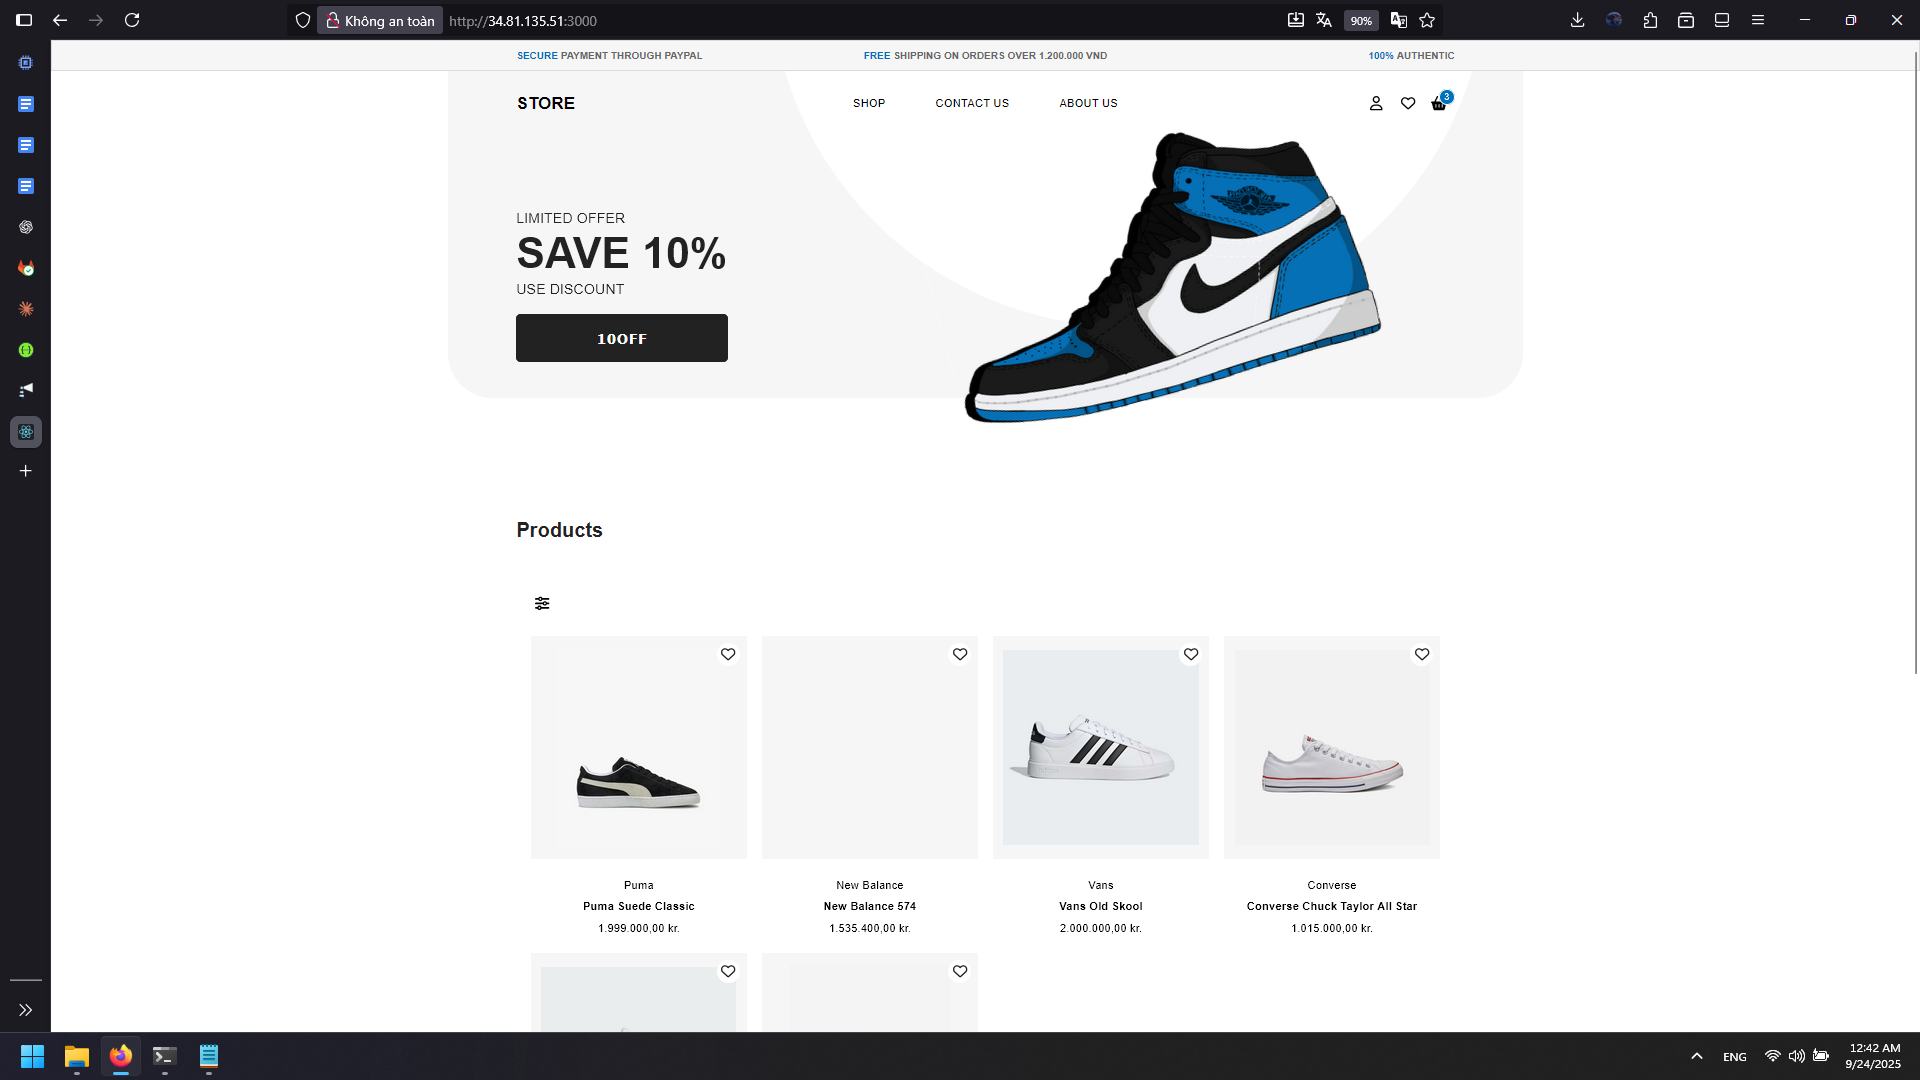 Không an toàn
http://34.81.135.51:3000
90%
SECURE PAYMENT THROUGH PAYPAL
FREE SHIPPING ON ORDERS OVER 1.200.000 VND
100% AUTHENTIC
STORE
SHOP
CONTACT US
ABOUT US
3
LIMITED OFFER
SAVE 10%
USE DISCOUNT
10OFF
Products
Puma
Puma Suede Classic
1.999.000,00 kr.
New Balance
New Balance 574
1.535.400,00 kr.
Vans
Vans Old Skool
2.000.000,00 kr.
Converse
Converse Chuck Taylor All Star
1.015.000,00 kr.
ENG
12:42 AM
9/24/2025